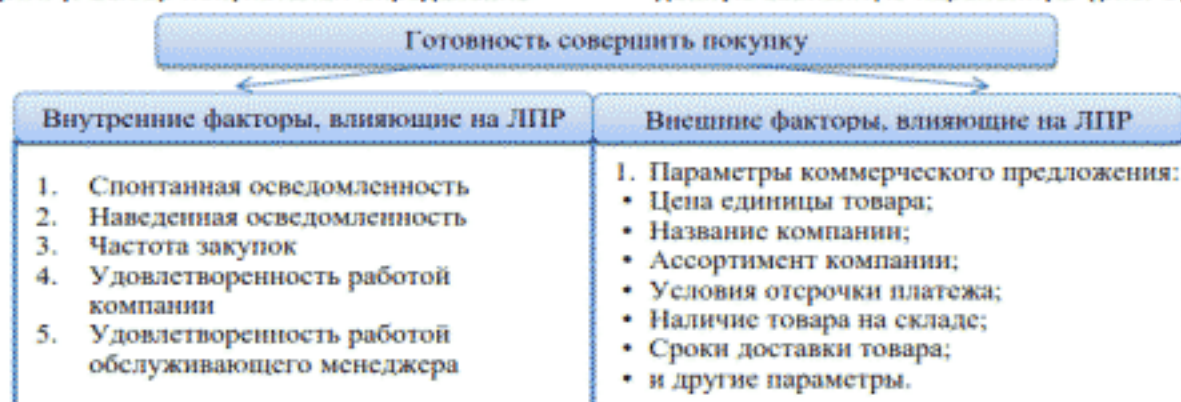 Готовность совершить покупку
Внутренние факторы, влияющие на ЛПР
1. Спонтанная осведомленность
2. Наведенная осведомленность
3. Частота закупок
4. Удовлетворенность работой
компании
5. Удовлетворенность работой
обслуживающего менеджера
Внешние факторы, влияющие на ЛПР
1. Параметры коммерческого предложения:
• Цена единицы товара;
• Название компании;
• Ассортимент компании;
• Условия отсрочки платежа;
• Наличие товара на складе;
• Сроки доставки товара;
• и другие параметры.